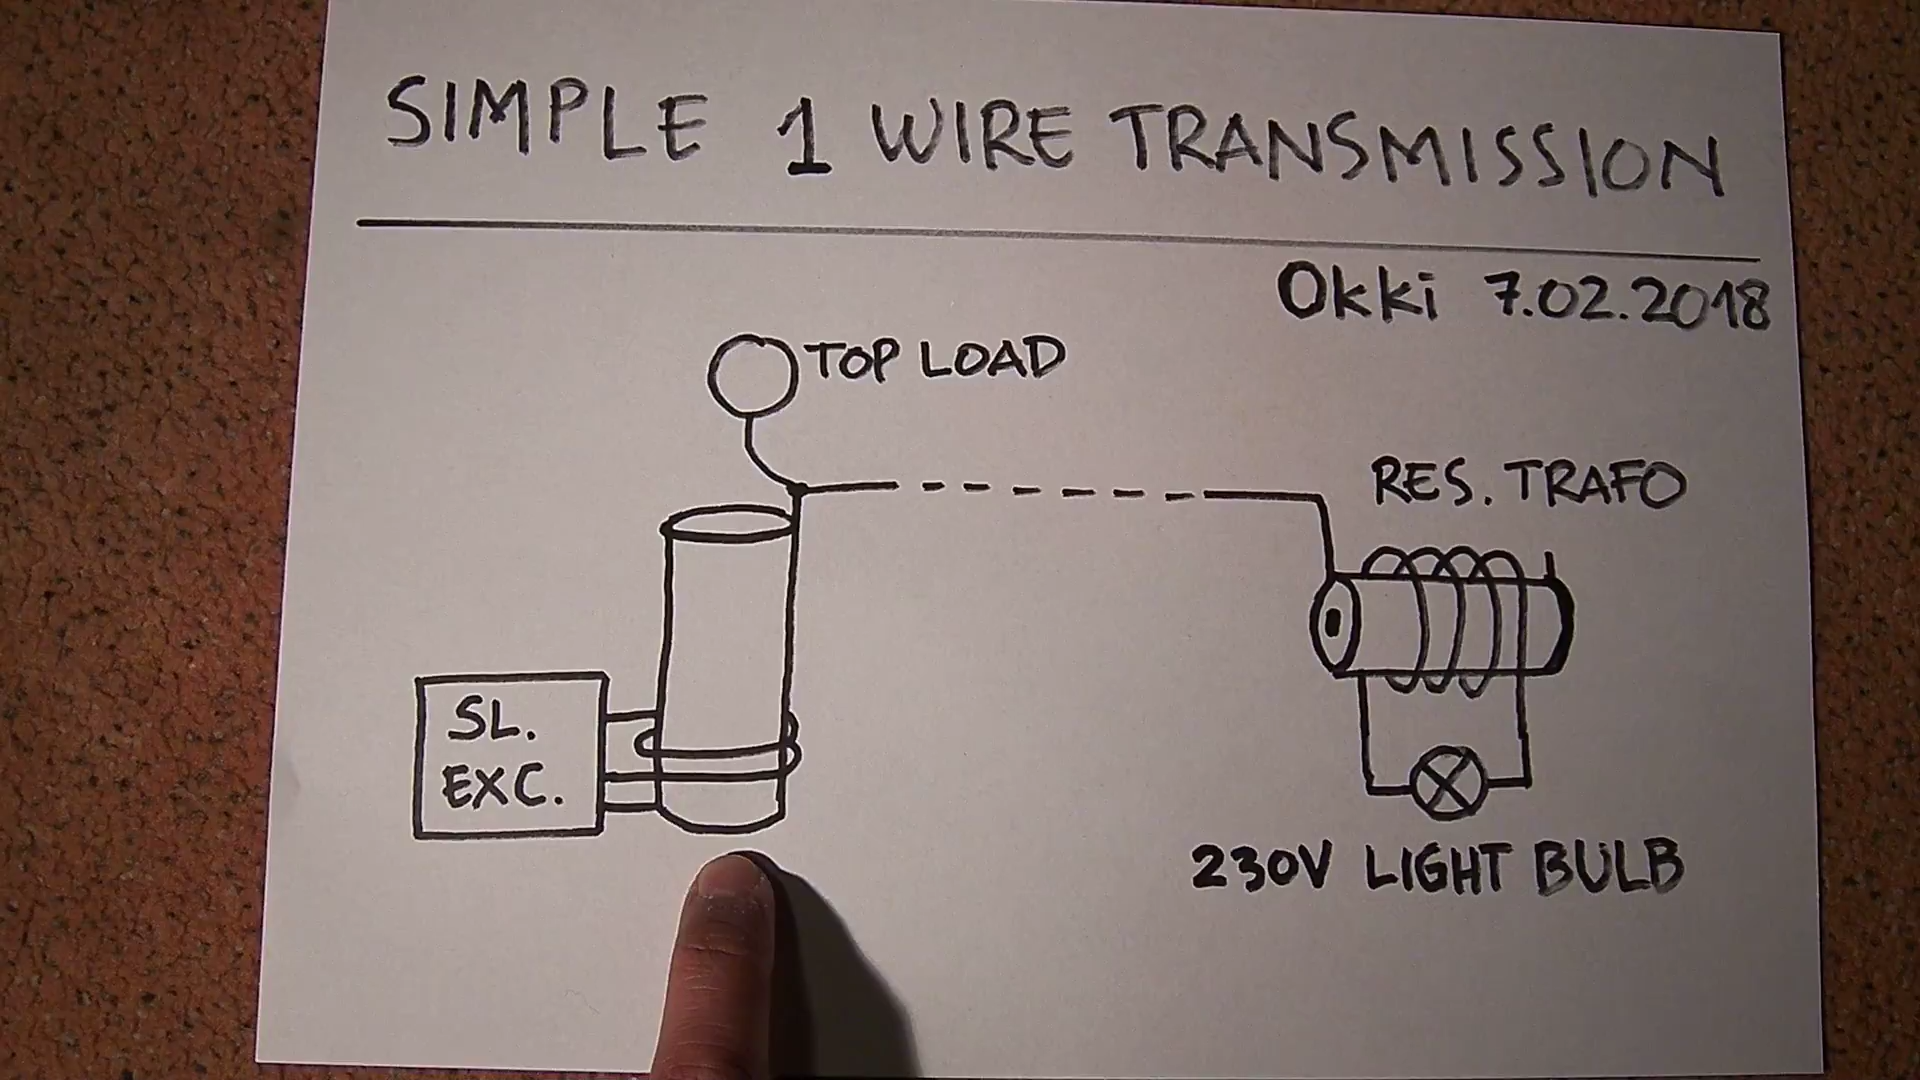 SIMPLE 1 WIRE TRANSMISSION
Okki 7.02.2018
TOP LOAD
RES. TRAFO
SL.
EXC.
230V LIGHT BULB